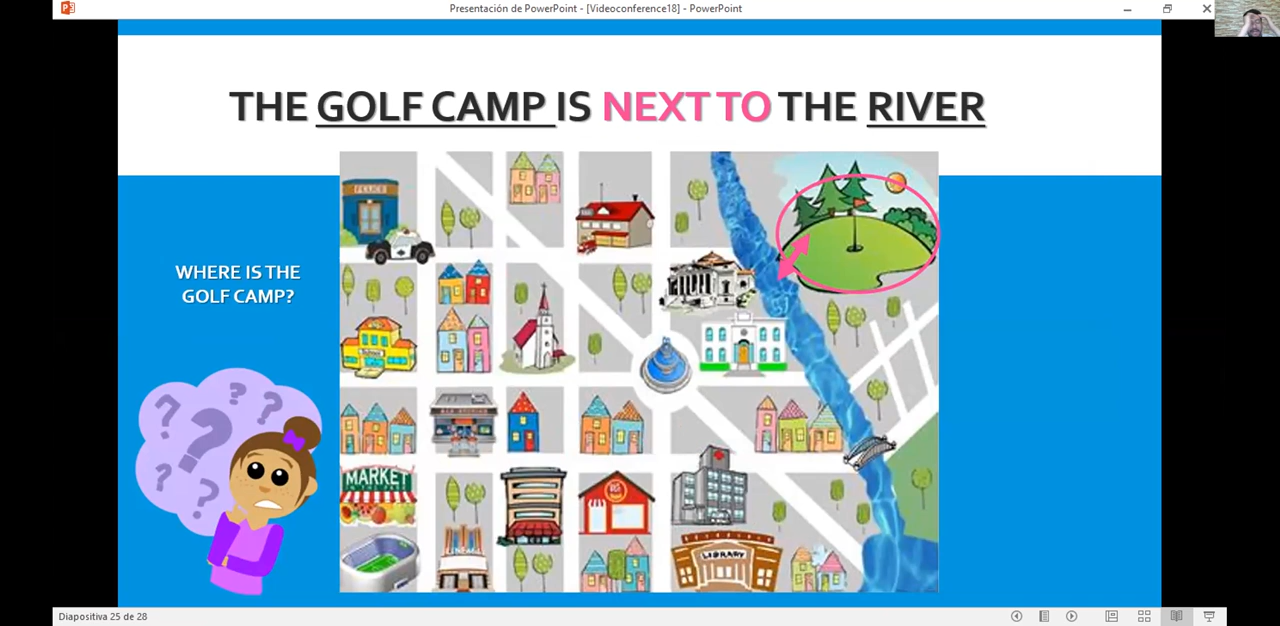 Presentación de PowerPoint - [Videoconference18] - PowerPoint
THE GOLF CAMP IS NEXT TO THE RIVER
WHERE IS THE
GOLF CAMP?
POLICE
MARKET
CINEMA
LIBRARY
Diapositiva 25 de 28